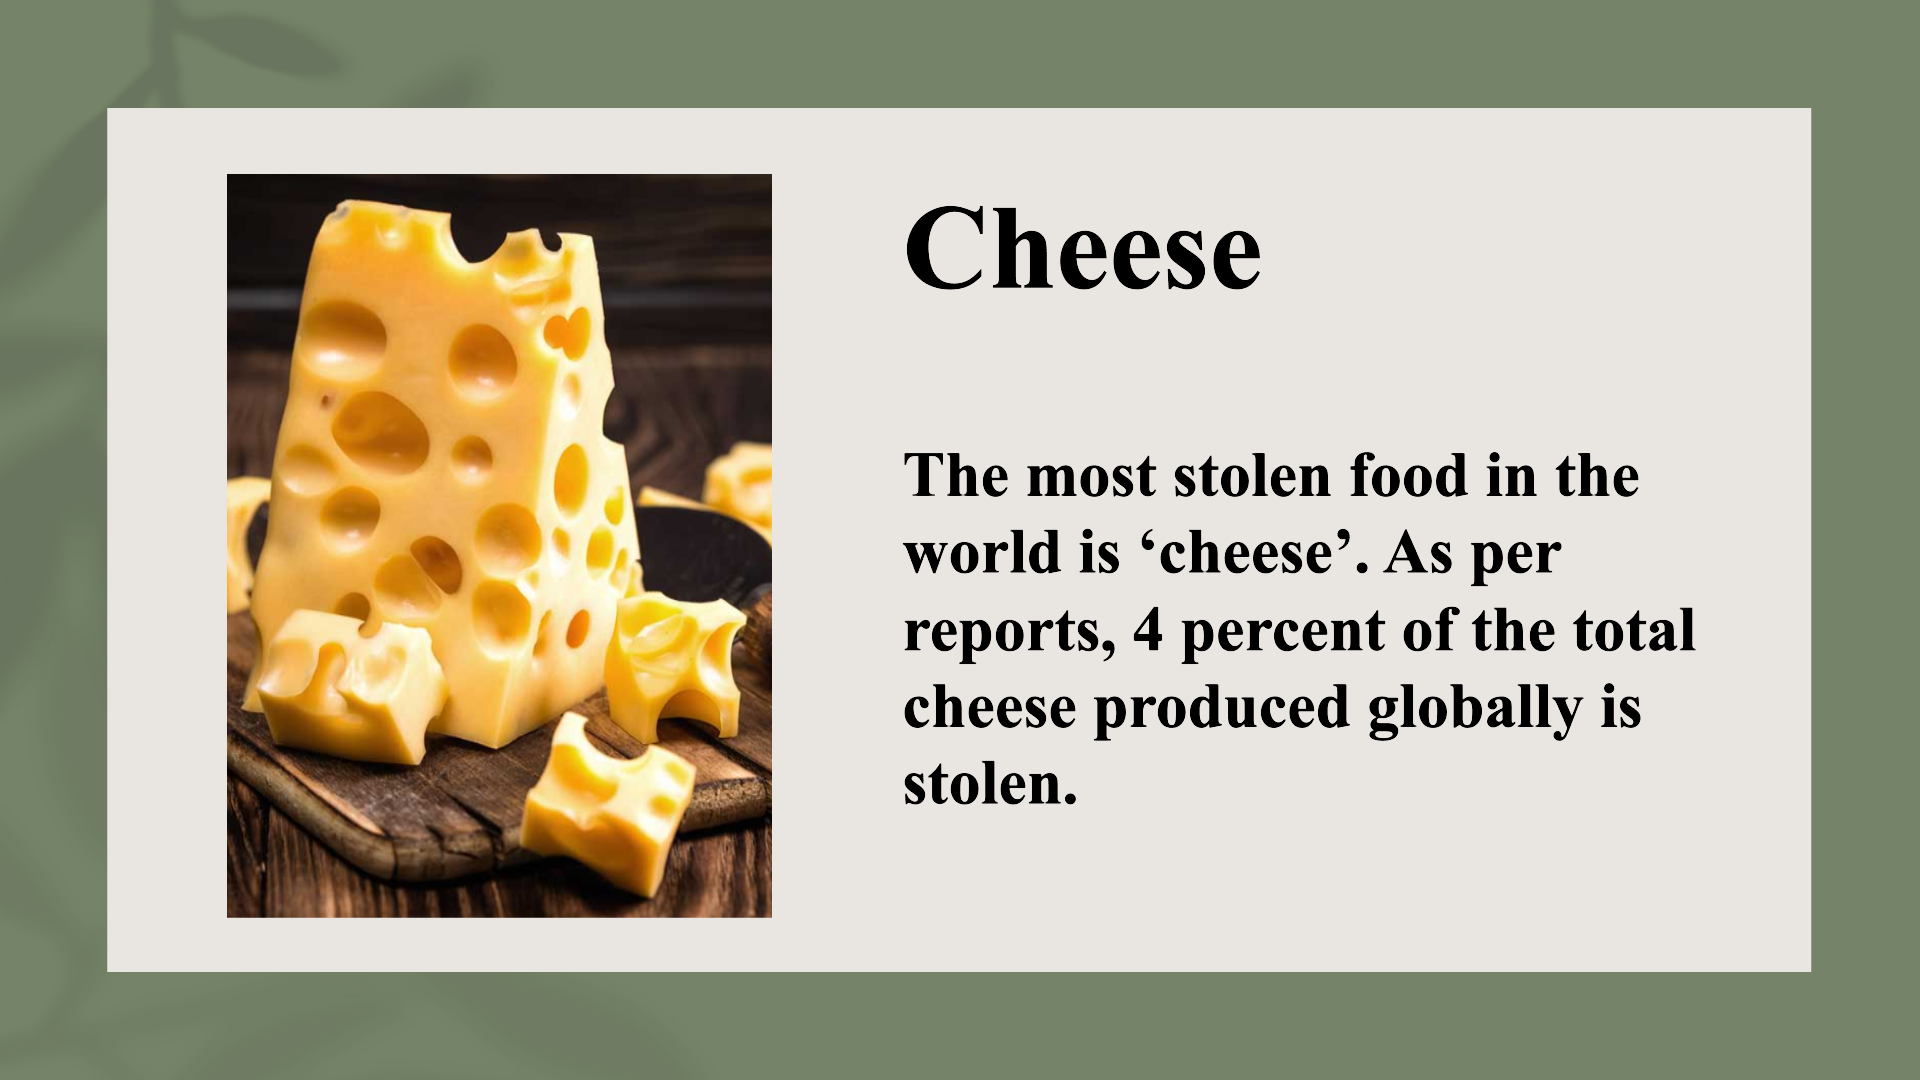 Cheese
The most stolen food in the
world is ‘cheese’. As per
reports, 4 percent of the total
cheese produced globally is
stolen.